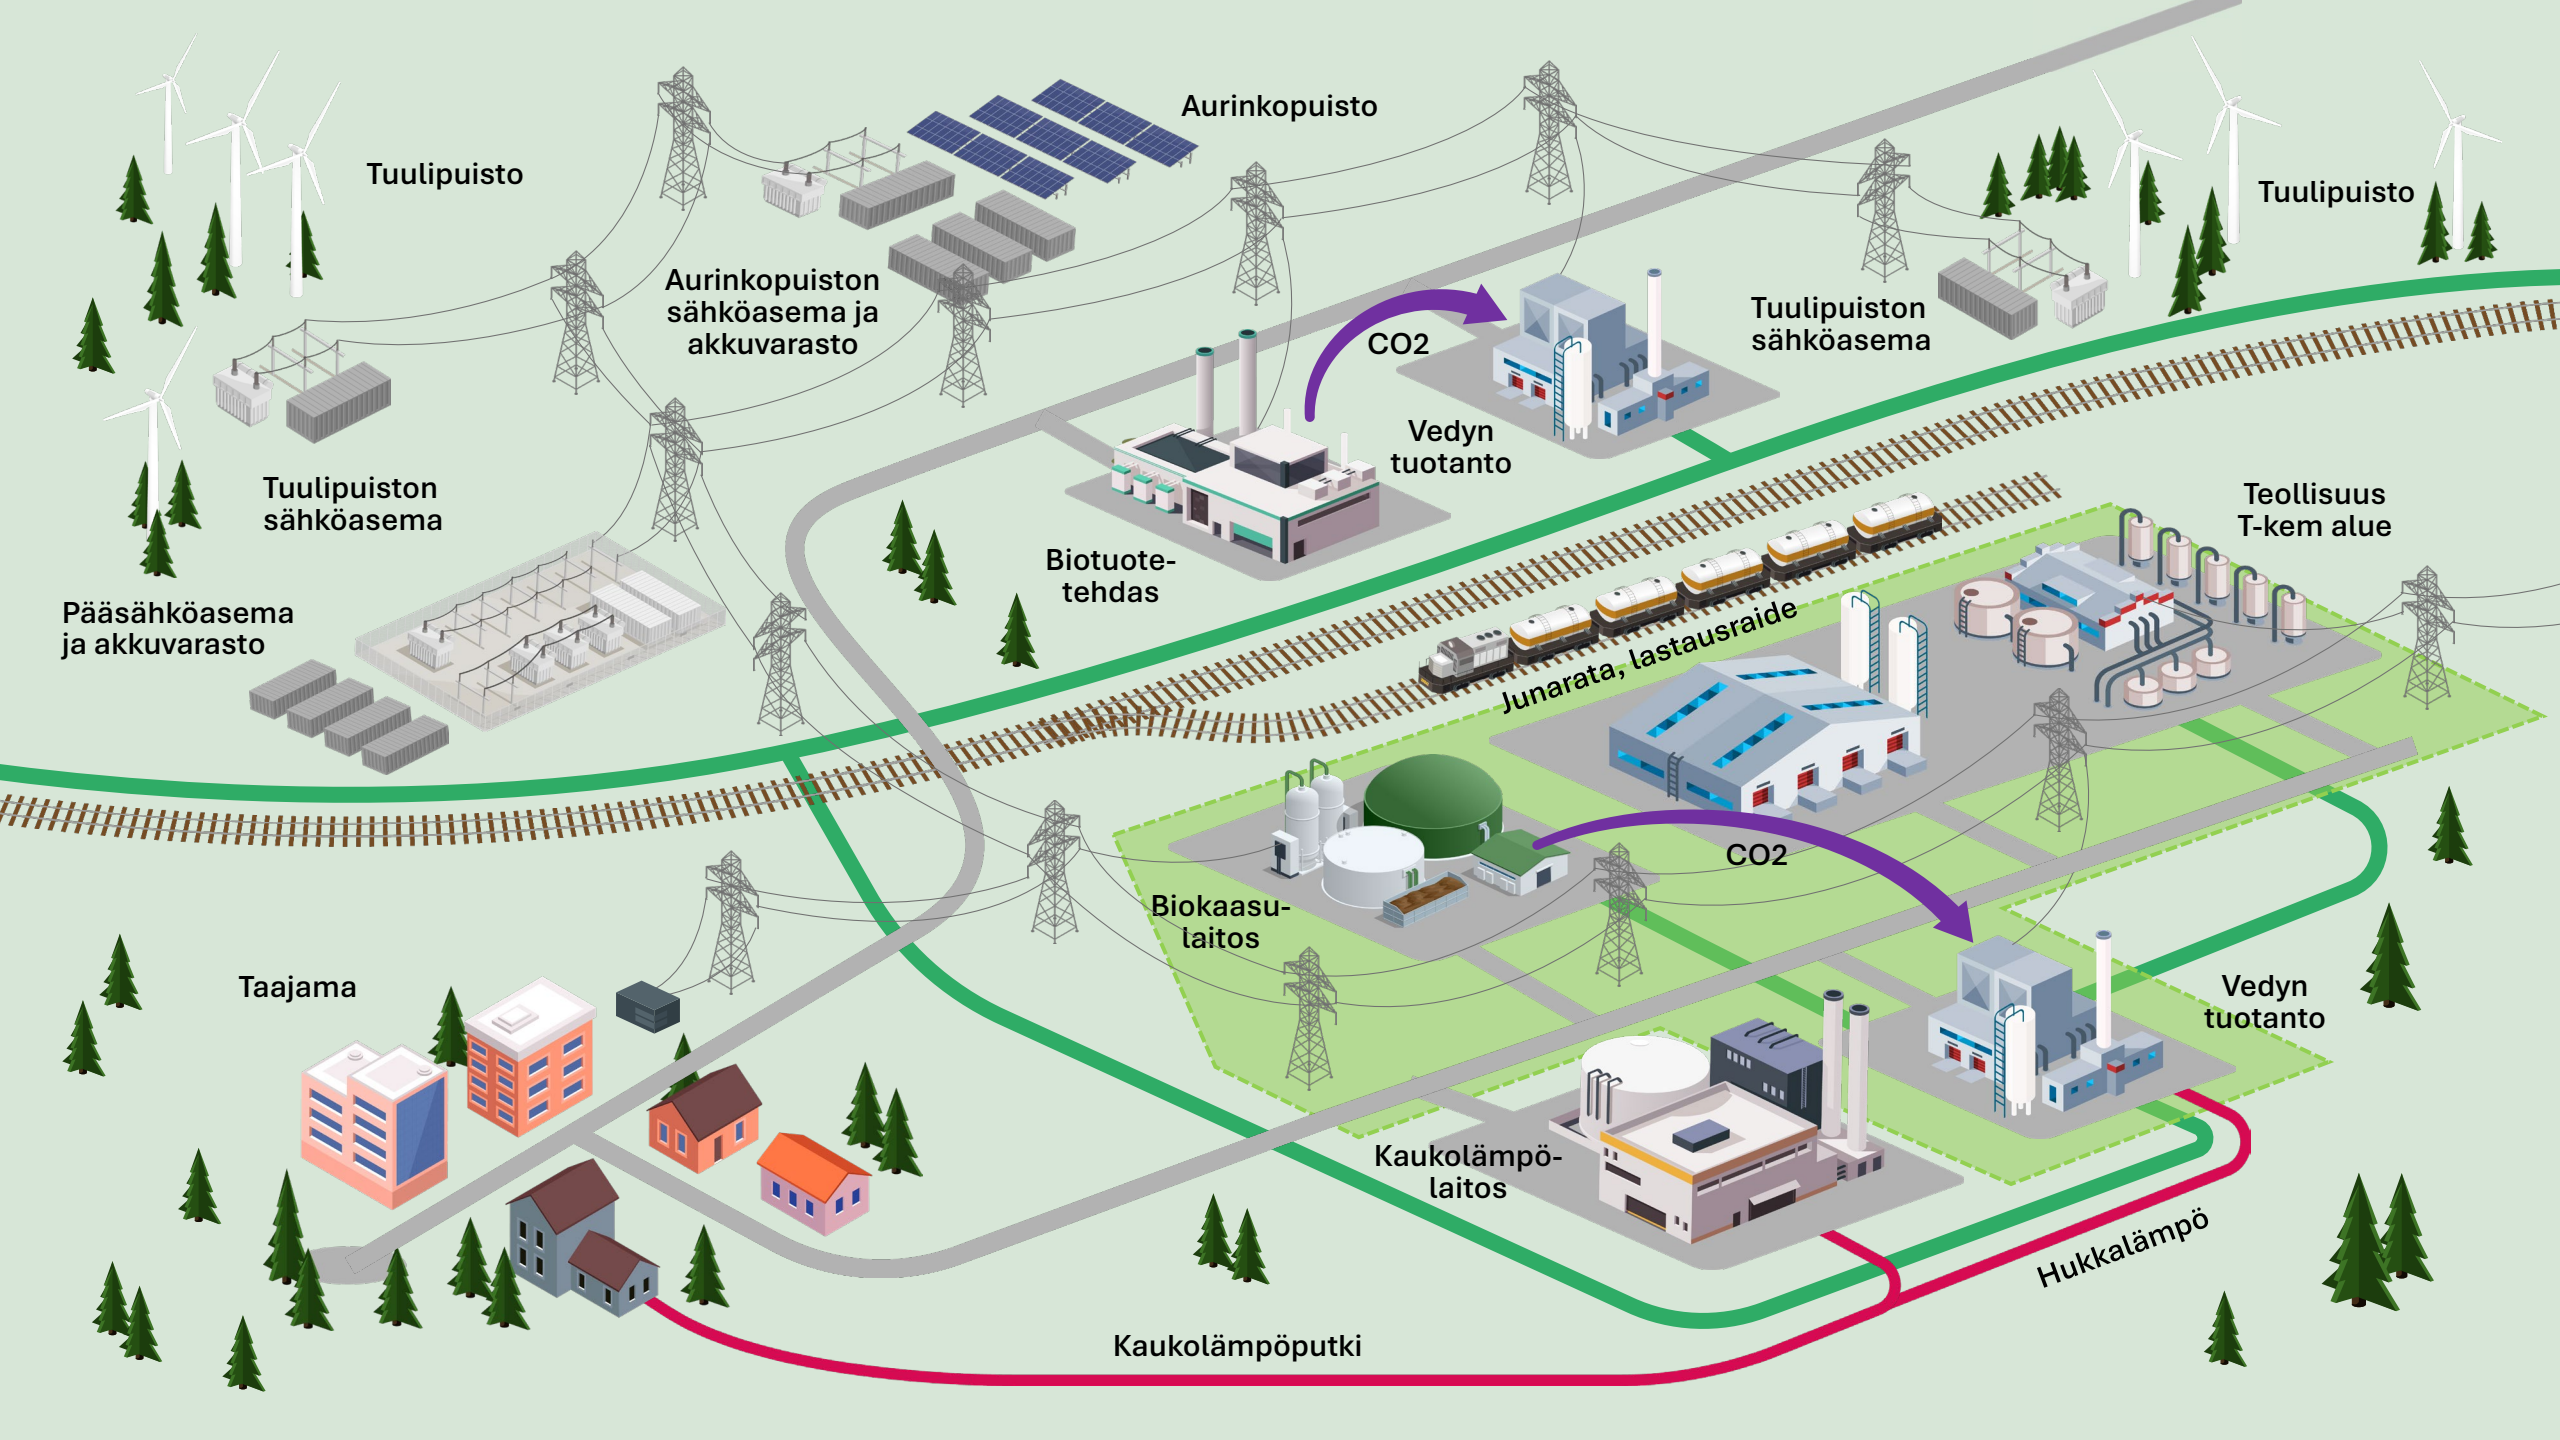 Aurinkopuisto
Tuulipuisto
Tuulipuisto
Aurinkopuiston
sähköasema ja
akkuvarasto
Tuulipuiston
sähköasema
CO2
Vedyn
tuotanto
Tuulipuiston
sähköasema
Teollisuus
T-kem alue
Biotuote-
tehdas
Pääsähköasema
ja akkuvarasto
Junarata, lastausraide
CO2
Biokaasu-
laitos
Taajama
Vedyn
tuotanto
Kaukolämpö-
laitos
Hukkalämpö
Kaukolämpöputki